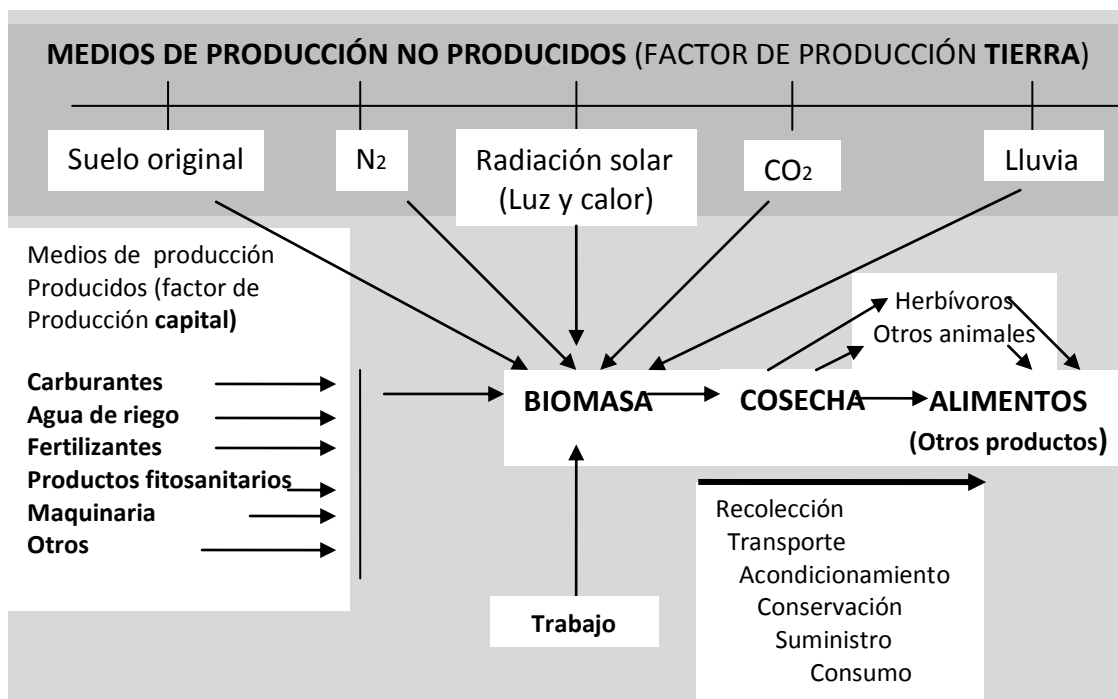 MEDIOS DE PRODUCCIÓN NO PRODUCIDOS (FACTOR DE PRODUCCIÓN TIERRA)
Suelo original
N2
Radiación solar
(Luz y calor)
CO2
Lluvia
Medios de producción
Producidos (factor de
Producción capital)
Carburantes
Agua de riego
Fertilizantes
Productos fitosanitarios
Maquinaria
Otros
Herbívoros
Otros animales
BIOMASA
COSECHA
ALIMENTOS
(Otros productos)
Trabajo
Recolección
Transporte
Acondicionamiento
Conservación
Suministro
Consumo